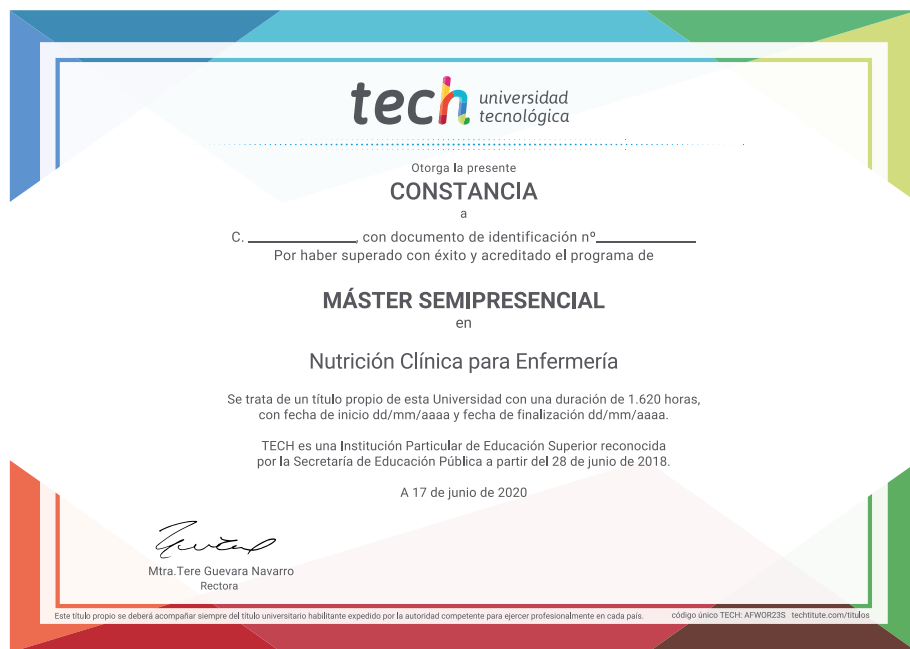 tech universidad
tecnológica
Otorga la presente
CONSTANCIA
a
C. ____________, con documento de identificación nº____________
Por haber superado con éxito y acreditado el programa de
MÁSTER SEMIPRESENCIAL
en
Nutrición Clínica para Enfermería
Se trata de un título propio de esta Universidad con una duración de 1.620 horas,
con fecha de inicio dd/mm/aaaa y fecha de finalización dd/mm/aaaa.
TECH es una Institución Particular de Educación Superior reconocida
por la Secretaría de Educación Pública a partir del 28 de junio de 2018.
A 17 de junio de 2020
Mtra.Tere Guevara Navarro
Rectora
Este título propio se deberá acompañar siempre del título universitario habilitante expedido por la autoridad competente para ejercer profesionalmente en cada país. código único TECH: AFWOR23S techtitute.com/titulos